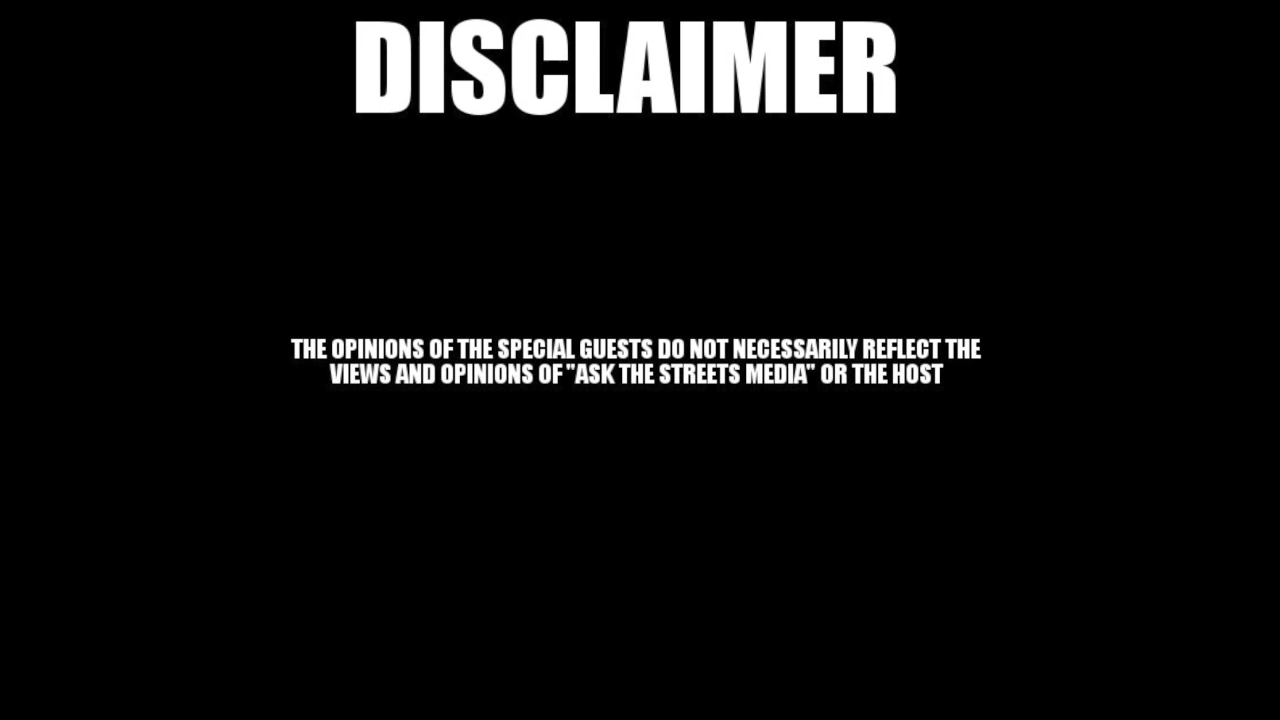 DISCLAIMER
THE OPINIONS OF THE SPECIAL GUESTS DO NOT NECESSARILY REFLECT THE
VIEWS AND OPINIONS OF "ASK THE STREETS MEDIA" OR THE HOST